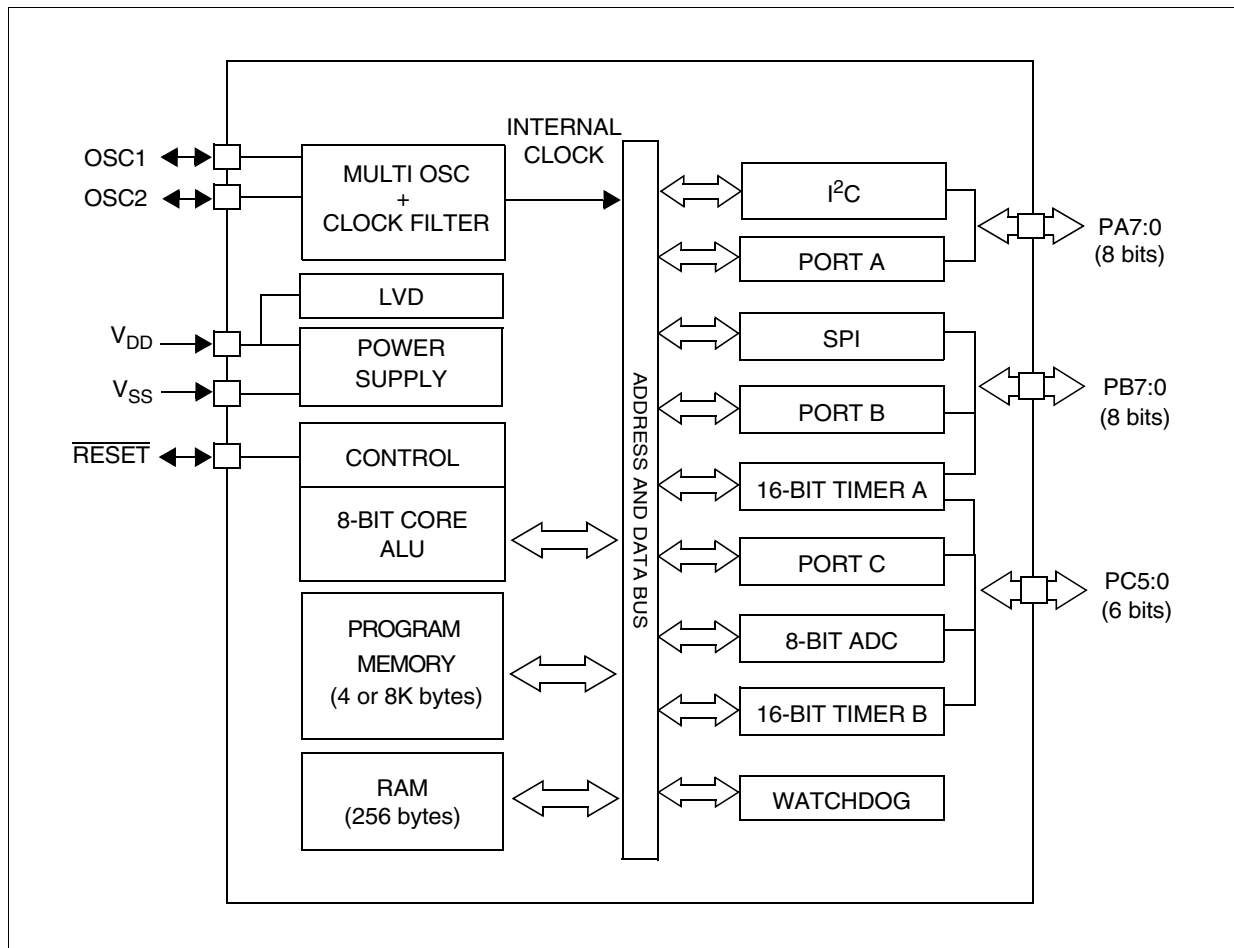 OSC1
OSC2
MULTI OSC
+
CLOCK FILTER
INTERNAL
CLOCK
LVD
VDD
POWER
SUPPLY
VSS
RESET
CONTROL
8-BIT CORE
ALU
PROGRAM
MEMORY
(4 or 8K bytes)
RAM
(256 bytes)
ADDRESS AND DATA BUS
I²C
PORT A
PA7:0
(8 bits)
SPI
PORT B
PB7:0
(8 bits)
16-BIT TIMER A
PORT C
PC5:0
(6 bits)
8-BIT ADC
16-BIT TIMER B
WATCHDOG